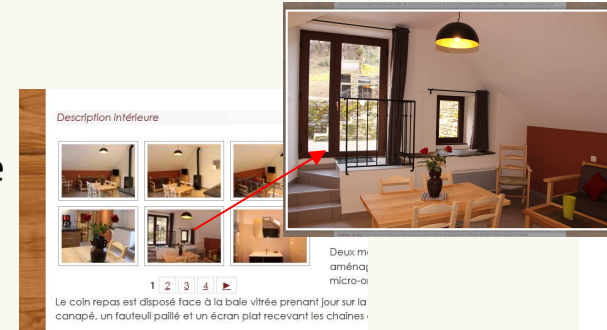 e
Description intérieure
1 2 3 4 ►
Deux m
aménag
micro-o
Le coin repas est disposé face à la baie vitrée prenant jour sur la
canapé, un fauteuil paillé et un écran plat recevant les chaînes